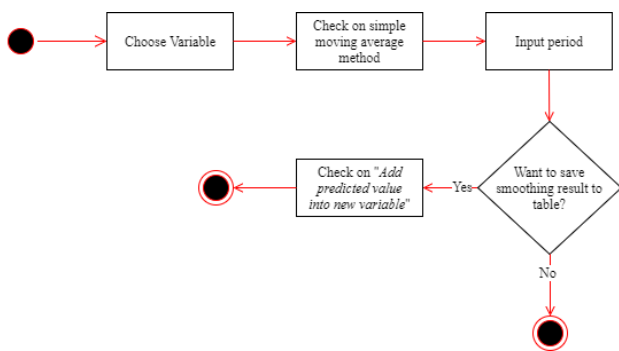 Choose Variable
Check on simple
moving average
method
Input period
Want to save
smoothing result to
table?
Yes
Check on "Add
predicted value
into new variable"
No